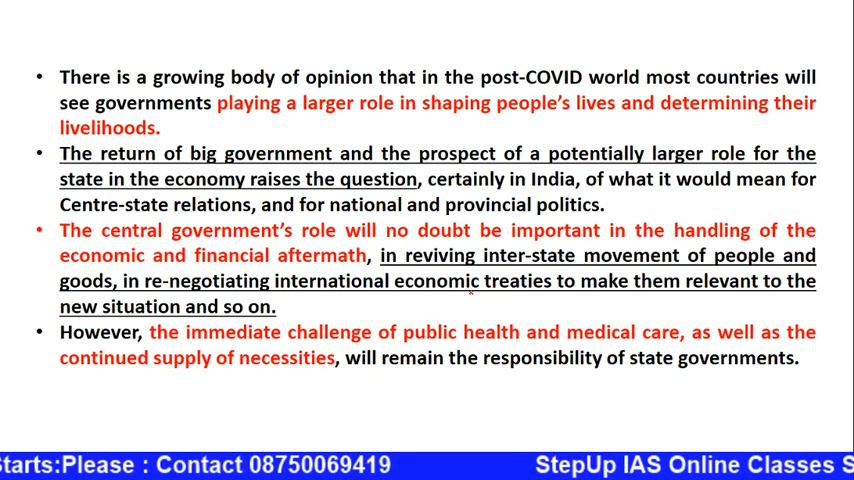 • There is a growing body of opinion that in the post-COVID world most countries will
see governments playing a larger role in shaping people's lives and determining their
livelihoods.
• The return of big government and the prospect of a potentially larger role for the
state in the economy raises the question, certainly in India, of what it would mean for
Centre-state relations, and for national and provincial politics.
• The central government's role will no doubt be important in the handling of the
economic and financial aftermath, in reviving inter-state movement of people and
goods, in re-negotiating international economic treaties to make them relevant to the
new situation and so on.
• However, the immediate challenge of public health and medical care, as well as the
continued supply of necessities, will remain the responsibility of state governments.
tarts:Please : Contact 08750069419 StepUp IAS Online Classes S